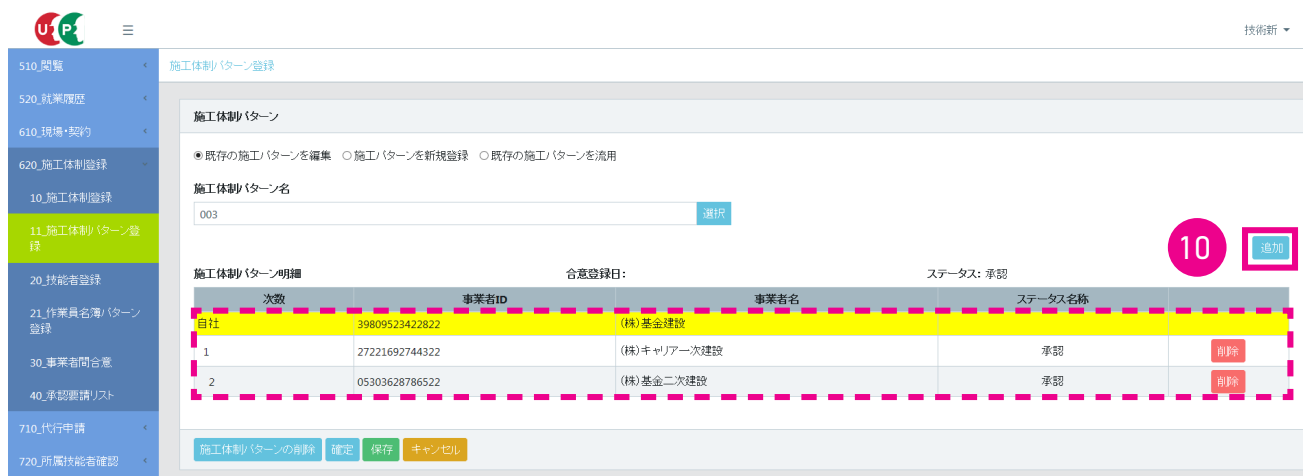 UP
技術新
510_閲覧
施工体制パターン登録
520_就業履歴
施工体制パターン
610_現場・契約
◉既存の施工パターンを編集 ○施工パターンを新規登録 ○既存の施工パターンを流用
620_施工体制登録
施工体制パターン名
10_施工体制登録
003 選択
11_施工体制パターン登
録
10 追加
20_技能者登録
施工体制パターン明細 合意登録日: ステータス: 承認
次数 事業者ID 事業者名 ステータス名称
21_作業員名簿パターン
登録
自社 39809523422822 (株)基金建設
1 27221692744322 (株)キャリア一次建設 承認 削除
30_事業者間合意
2 05303628786522 (株)基金二次建設 承認 削除
40_承認要請リスト
710_代行申請
施工体制パターンの削除 確定 保存 キャンセル
720_所属技能者確認